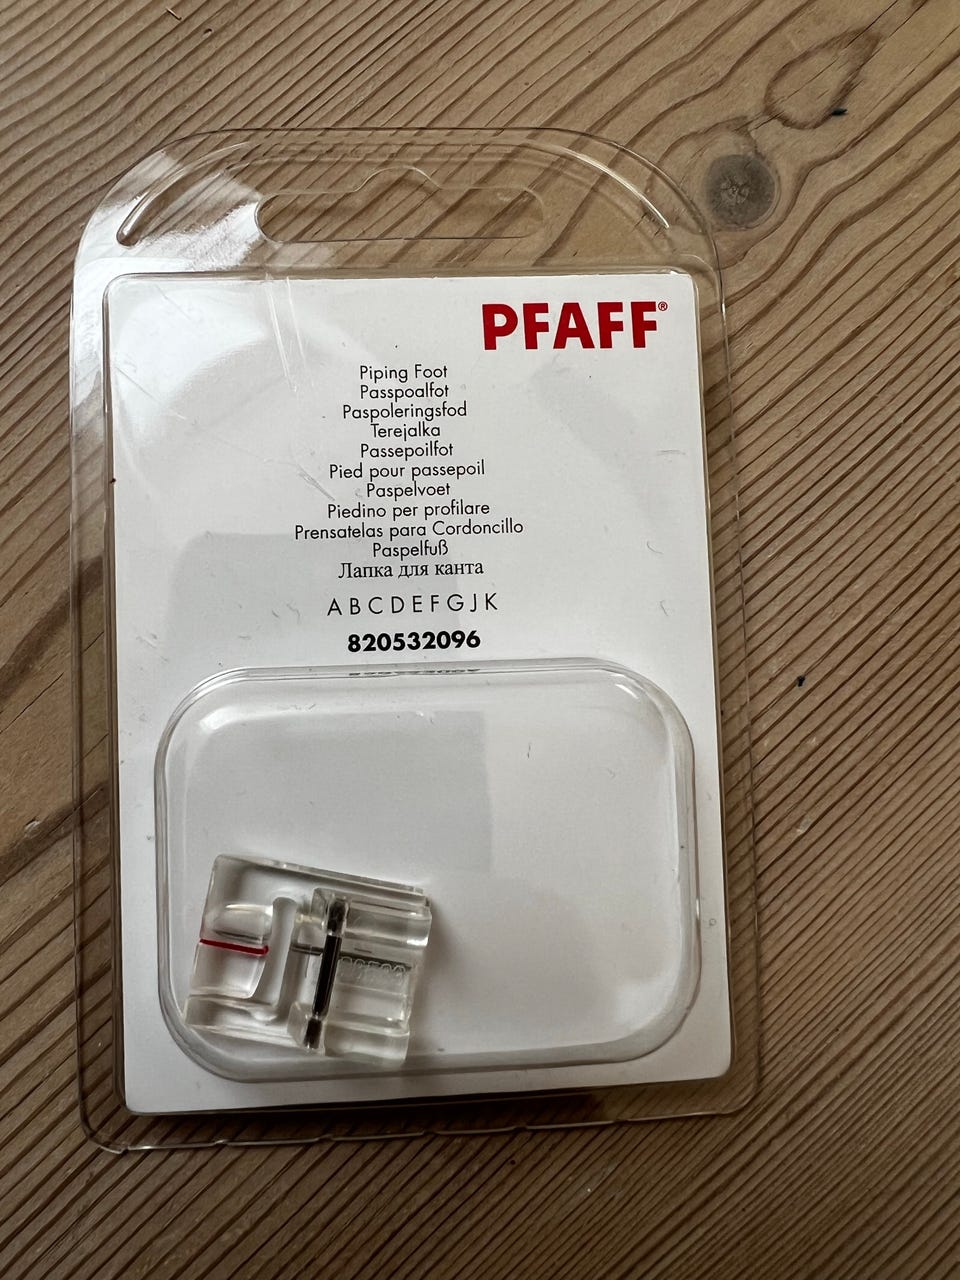 PFAFF®
Piping Foot
Passpoalfot
Paspoleringsfod
Terejalka
Passepoilfot
Pied pour passepoil
Paspelvoet
Piedino per profilare
Prensatelas para Cordoncillo
Paspelfuß
Лапка для канта
A B C D E F G J K
820532096